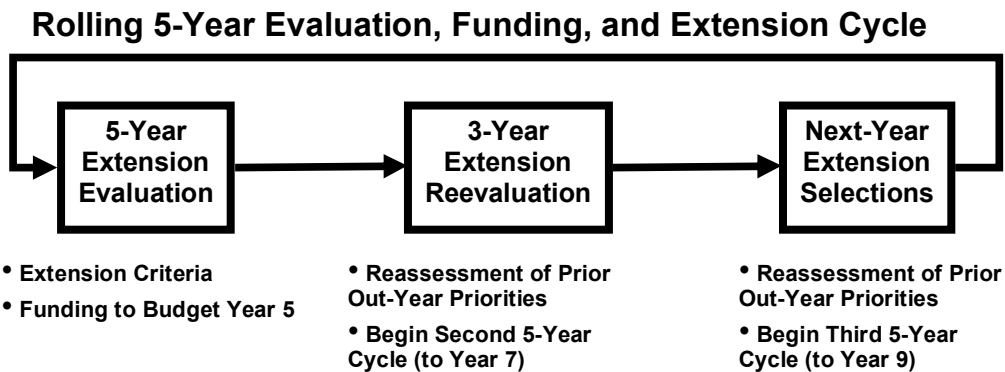 Rolling 5-Year Evaluation, Funding, and Extension Cycle
5-Year
Extension
Evaluation
3-Year
Extension
Reevaluation
Next-Year
Extension
Selections
• Extension Criteria
• Funding to Budget Year 5
• Reassessment of Prior
Out-Year Priorities
• Begin Second 5-Year
Cycle (to Year 7)
• Reassessment of Prior
Out-Year Priorities
• Begin Third 5-Year
Cycle (to Year 9)